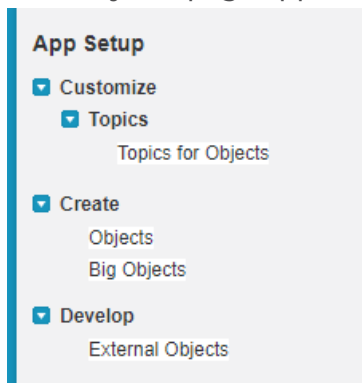 App Setup
Customize
Topics
Topics for Objects
Create
Objects
Big Objects
Develop
External Objects